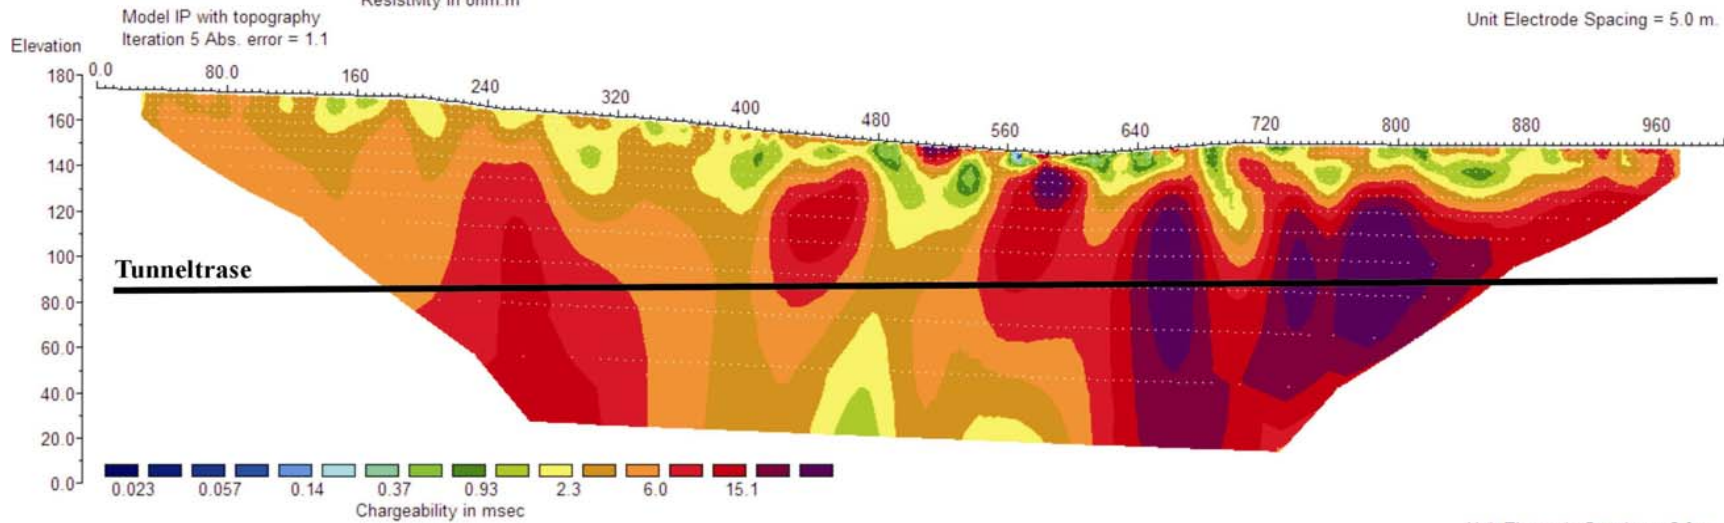 Resistivity in ohm.m
Model IP with topography
Iteration 5 Abs. error = 1.1
Unit Electrode Spacing = 5.0 m.
Elevation
0.0 80.0 160 240 320 400 480 560 640 720 800 880 960
180
160
140
120
100
80.0
60.0
40.0
20.0
0.0
Tunneltrase
0.023 0.057 0.14 0.37 0.93 2.3 6.0 15.1
Chargeability in msec